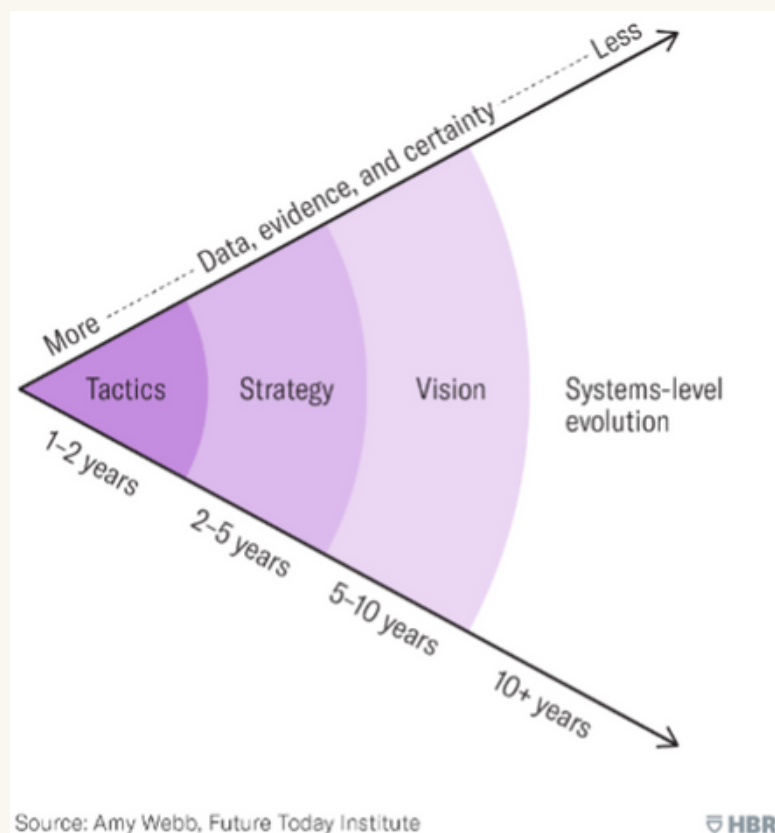 More
Data, evidence, and certainty
Less
Tactics
Strategy
Vision
Systems-level
evolution
1–2 years
2–5 years
5–10 years
10+ years
Source: Amy Webb, Future Today Institute
HBR